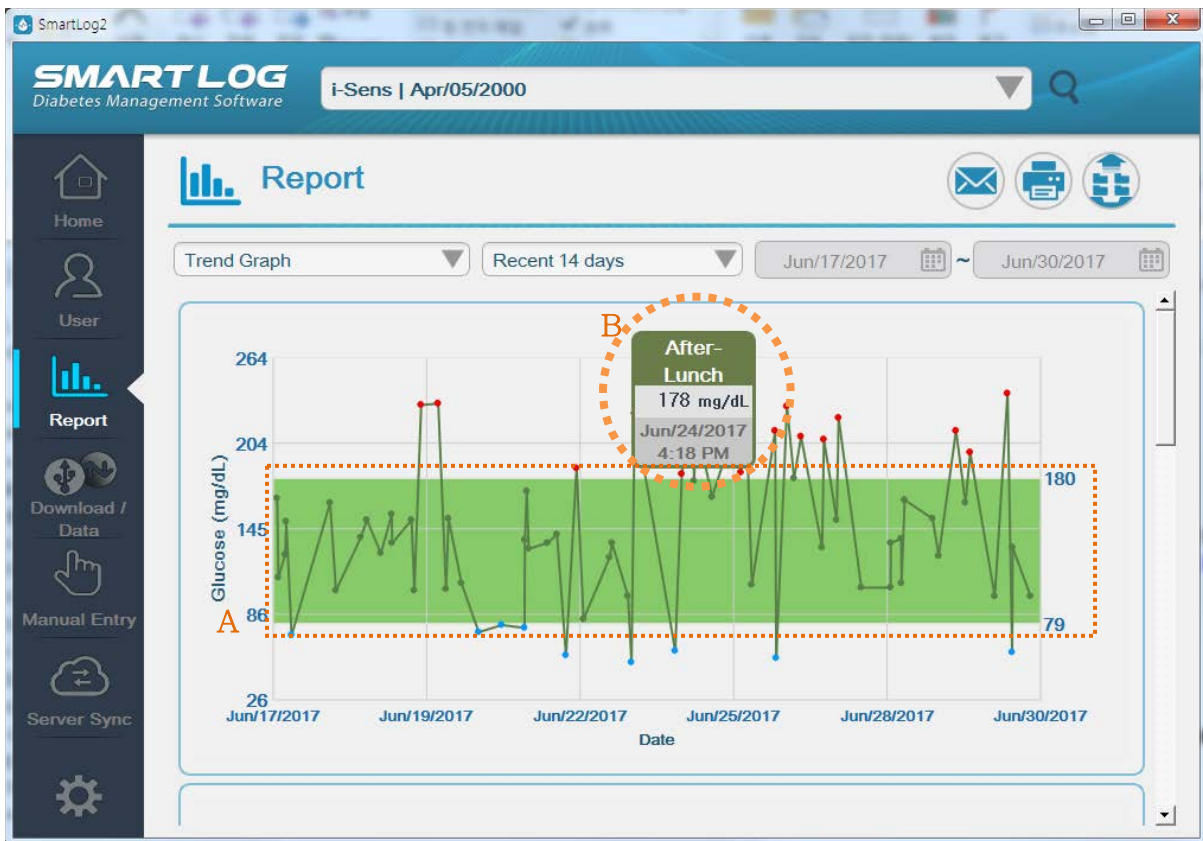 SmartLog2
SMART LOG
Diabetes Management Software
i-Sens | Apr/05/2000
Home
User
Report
Download /
Data
Manual Entry
Server Sync
Report
Trend Graph
Recent 14 days
Jun/17/2017
~
Jun/30/2017
B
After-
Lunch
178 mg/dL
Jun/24/2017
4:18 PM
264
204
145
86
26
Glucose (mg/dL)
180
79
A
Jun/17/2017
Jun/19/2017
Jun/22/2017
Jun/25/2017
Jun/28/2017
Jun/30/2017
Date